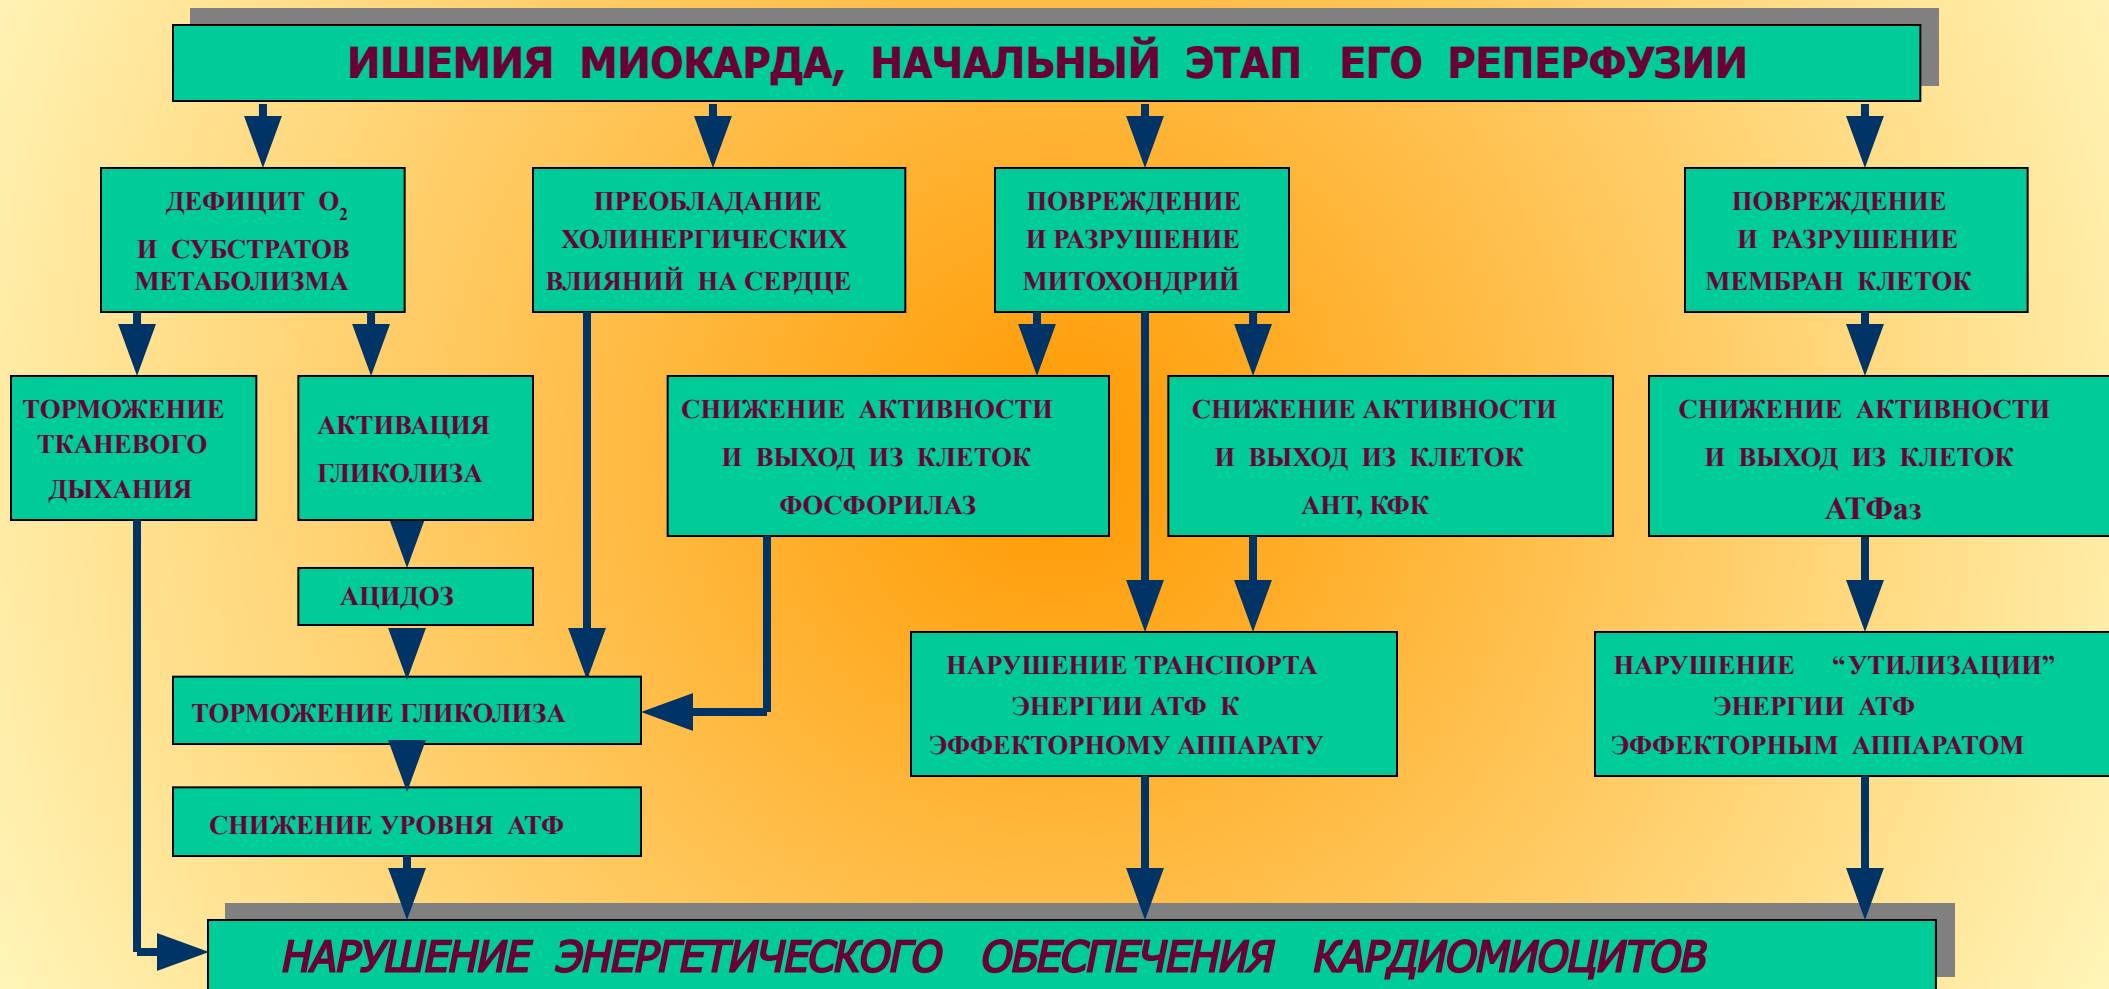 ИШЕМИЯ МИОКАРДА, НАЧАЛЬНЫЙ ЭТАП ЕГО РЕПЕРФУЗИИ
ДЕФИЦИТ О2
И СУБСТРАТОВ
МЕТАБОЛИЗМА
ПРЕОБЛАДАНИЕ
ХОЛИНЕРГИЧЕСКИХ
ВЛИЯНИЙ НА СЕРДЦЕ
ПОВРЕЖДЕНИЕ
И РАЗРУШЕНИЕ
МИТОХОНДРИЙ
ПОВРЕЖДЕНИЕ
И РАЗРУШЕНИЕ
МЕМБРАН КЛЕТОК
ТОРМОЖЕНИЕ
ТКАНЕВОГО
ДЫХАНИЯ
АКТИВАЦИЯ
ГЛИКОЛИЗА
СНИЖЕНИЕ АКТИВНОСТИ
И ВЫХОД ИЗ КЛЕТОК
ФОСФОРИЛАЗ
СНИЖЕНИЕ АКТИВНОСТИ
И ВЫХОД ИЗ КЛЕТОК
АНТ, КФК
СНИЖЕНИЕ АКТИВНОСТИ
И ВЫХОД ИЗ КЛЕТОК
АТФаз
АЦИДОЗ
ТОРМОЖЕНИЕ ГЛИКОЛИЗА
НАРУШЕНИЕ ТРАНСПОРТА
ЭНЕРГИИ АТФ К
ЭФФЕКТОРНОМУ АППАРАТУ
НАРУШЕНИЕ “УТИЛИЗАЦИИ”
ЭНЕРГИИ АТФ
ЭФФЕКТОРНЫМ АППАРАТОМ
СНИЖЕНИЕ УРОВНЯ АТФ
НАРУШЕНИЕ ЭНЕРГЕТИЧЕСКОГО ОБЕСПЕЧЕНИЯ КАРДИОМИОЦИТОВ